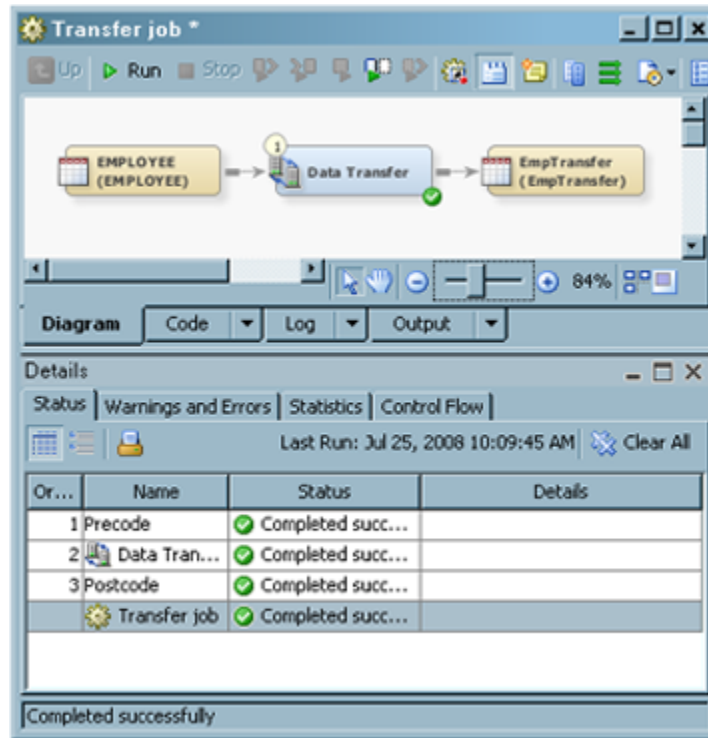 Transfer job *
Up Run Stop
1
EMPLOYEE
(EMPLOYEE)
Data Transfer
EmpTransfer
(EmpTransfer)
84%
Diagram Code Log Output
Details
Status Warnings and Errors Statistics Control Flow
Last Run: Jul 25, 2008 10:09:45 AM Clear All
Or... Name Status Details
1 Precode Completed succ...
2 Data Tran... Completed succ...
3 Postcode Completed succ...
Transfer job Completed succ...
Completed successfully